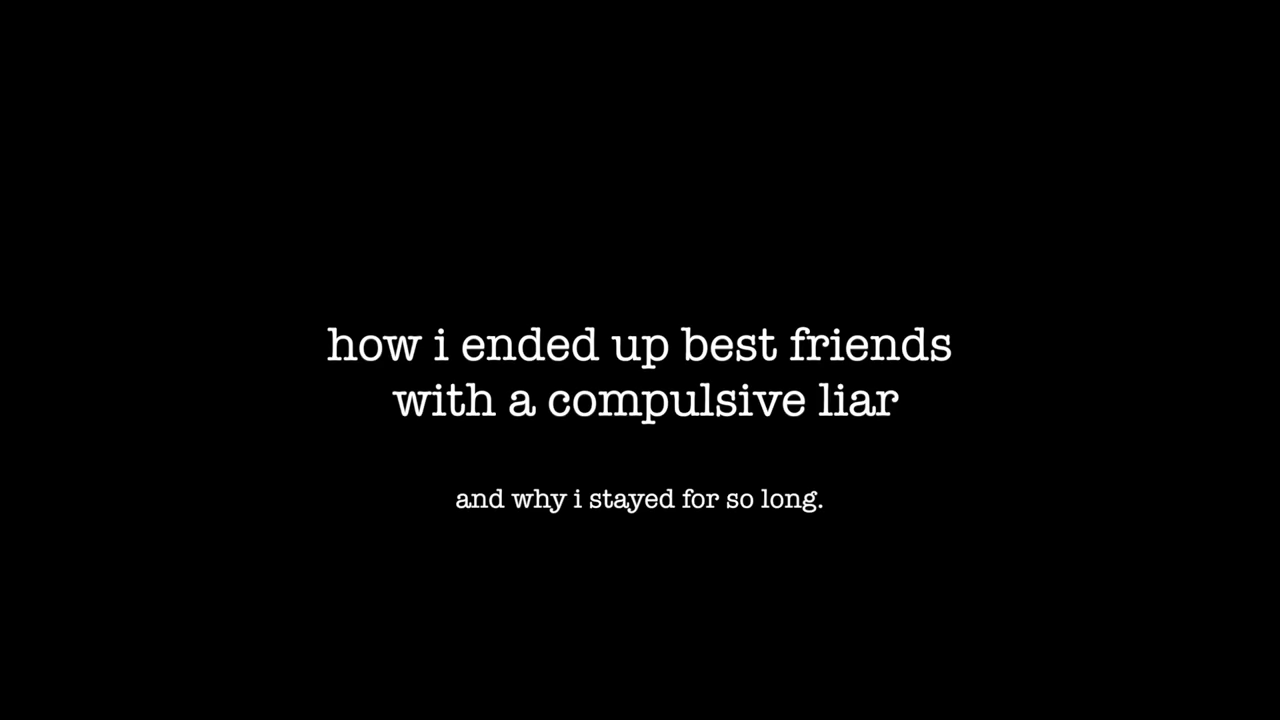 how i ended up best friends
with a compulsive liar
and why i stayed for so long.